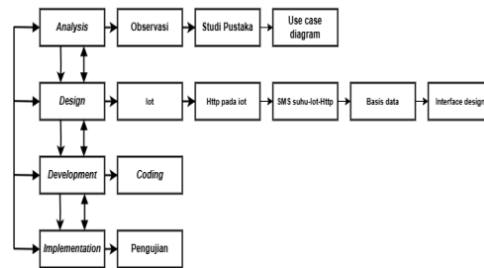 Analysis
Observasi
Studi Pustaka
Use case
diagram
Design
Iot
Http pada iot
SMS suhu-Iot-Http
Basis data
Interface design
Development
Coding
Implementation
Pengujian